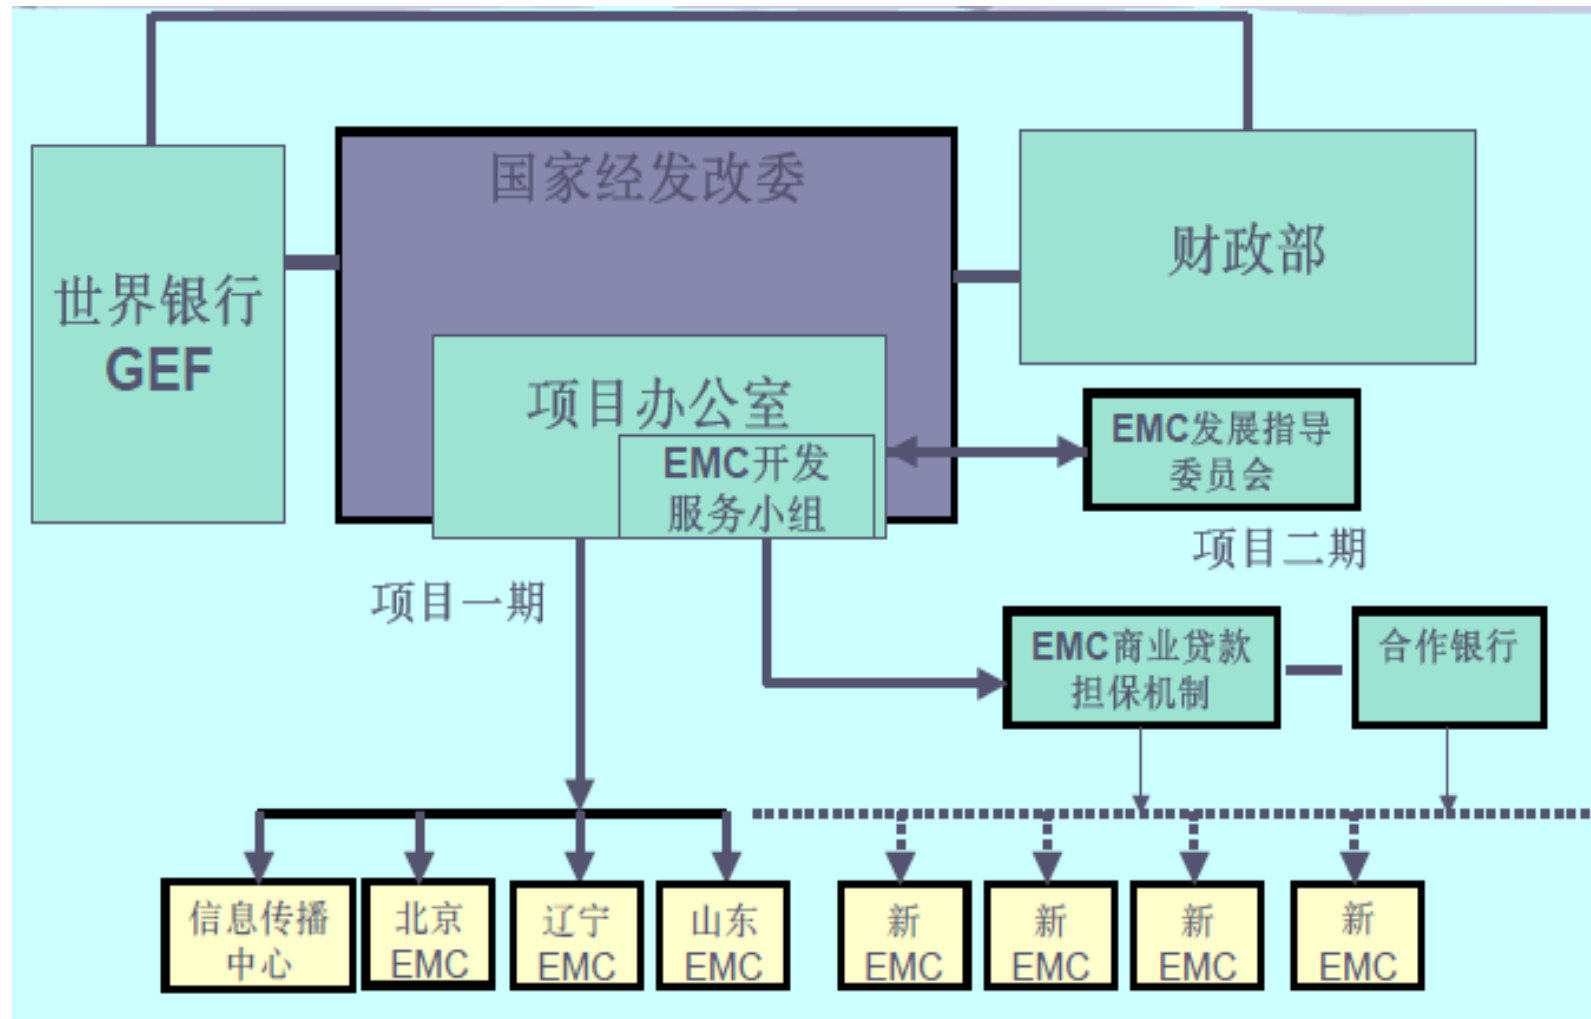 国家经发改委
世界银行
GEF
财政部
项目办公室
EMC开发
服务小组
EMC发展指导
委员会
项目二期
项目一期
EMC商业贷款
担保机制
合作银行
信息传播
中心
北京
EMC
辽宁
EMC
山东
EMC
新
EMC
新
EMC
新
EMC
新
EMC